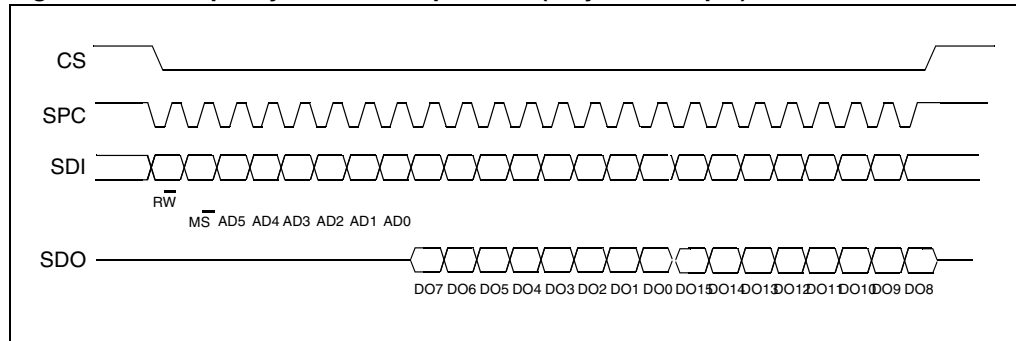 CS
SPC
SDI
RW̅
MS̅ AD5 AD4 AD3 AD2 AD1 AD0
SDO
DO7 DO6 DO5 DO4 DO3 DO2 DO1 DO0 DO15 DO14 DO13 DO12 DO11 DO10 DO9 DO8